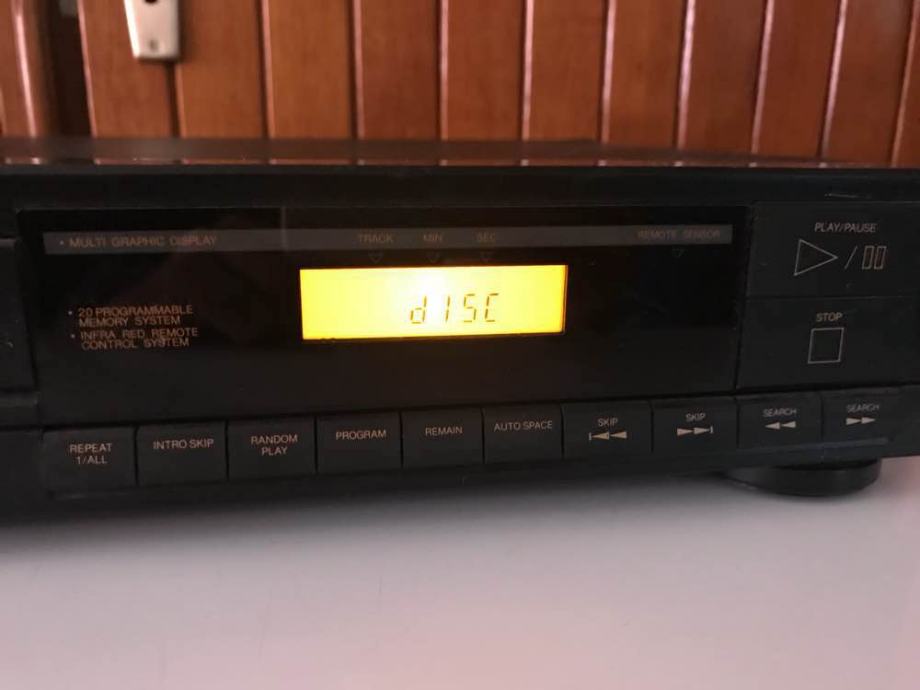 • MULTI GRAPHIC DISPLAY
TRACK MIN SEC
REMOTE SENSOR
PLAY/PAUSE
dISC
• 20 PROGRAMMABLE
MEMORY SYSTEM
• INFRA RED REMOTE
CONTROL SYSTEM
STOP
REPEAT
1/ALL
INTRO SKIP
RANDOM
PLAY
PROGRAM
REMAIN
AUTO SPACE
SKIP
SKIP
SEARCH
SEARCH